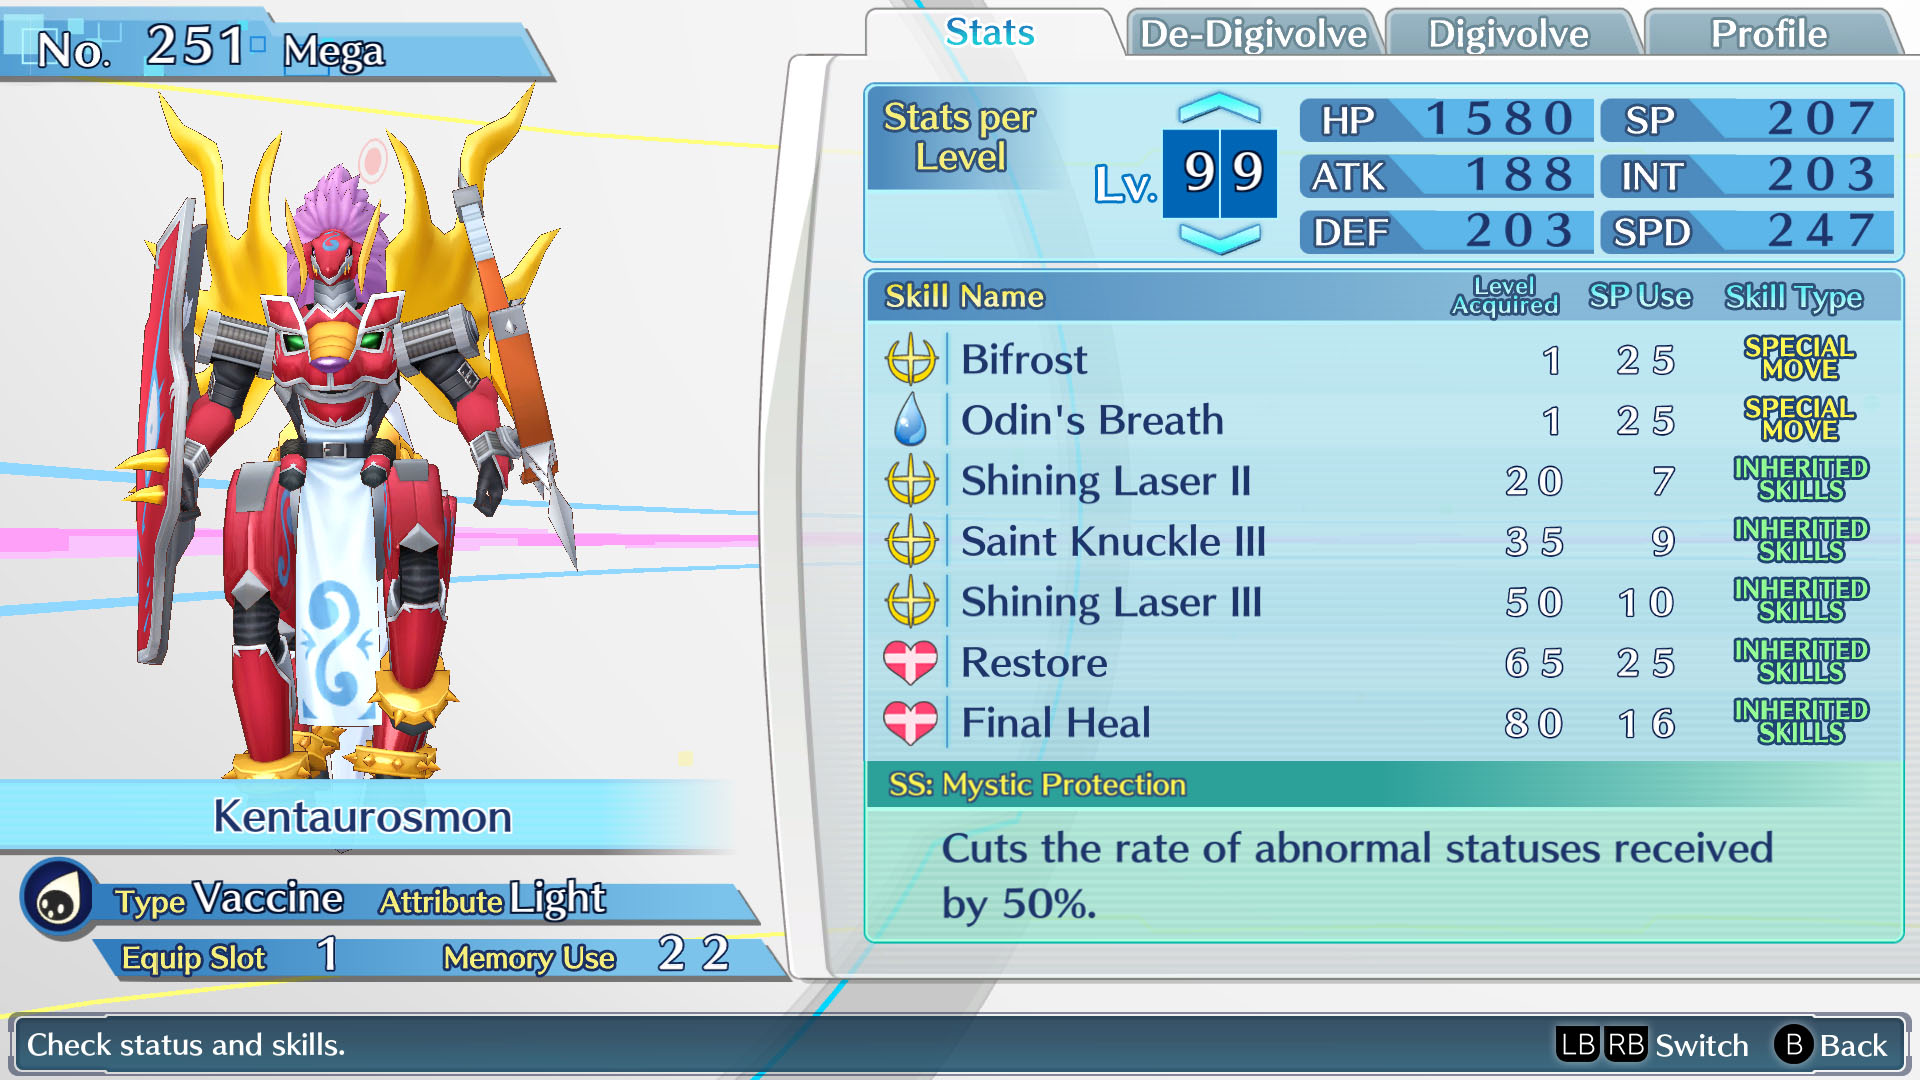 No. 251 Mega
Stats De-Digivolve Digivolve Profile
Stats per
Level
Lv. 99
HP 1580 SP 207
ATK 188 INT 203
DEF 203 SPD 247
Skill Name Level Acquired SP Use Skill Type
Bifrost 1 25 SPECIAL MOVE
Odin's Breath 1 25 SPECIAL MOVE
Shining Laser II 20 7 INHERITED SKILLS
Saint Knuckle III 35 9 INHERITED SKILLS
Shining Laser III 50 10 INHERITED SKILLS
Restore 65 25 INHERITED SKILLS
Final Heal 80 16 INHERITED SKILLS
SS: Mystic Protection
Cuts the rate of abnormal statuses received
by 50%.
Kentaurosmon
Type Vaccine Attribute Light
Equip Slot 1 Memory Use 22
Check status and skills.
LB RB Switch B Back